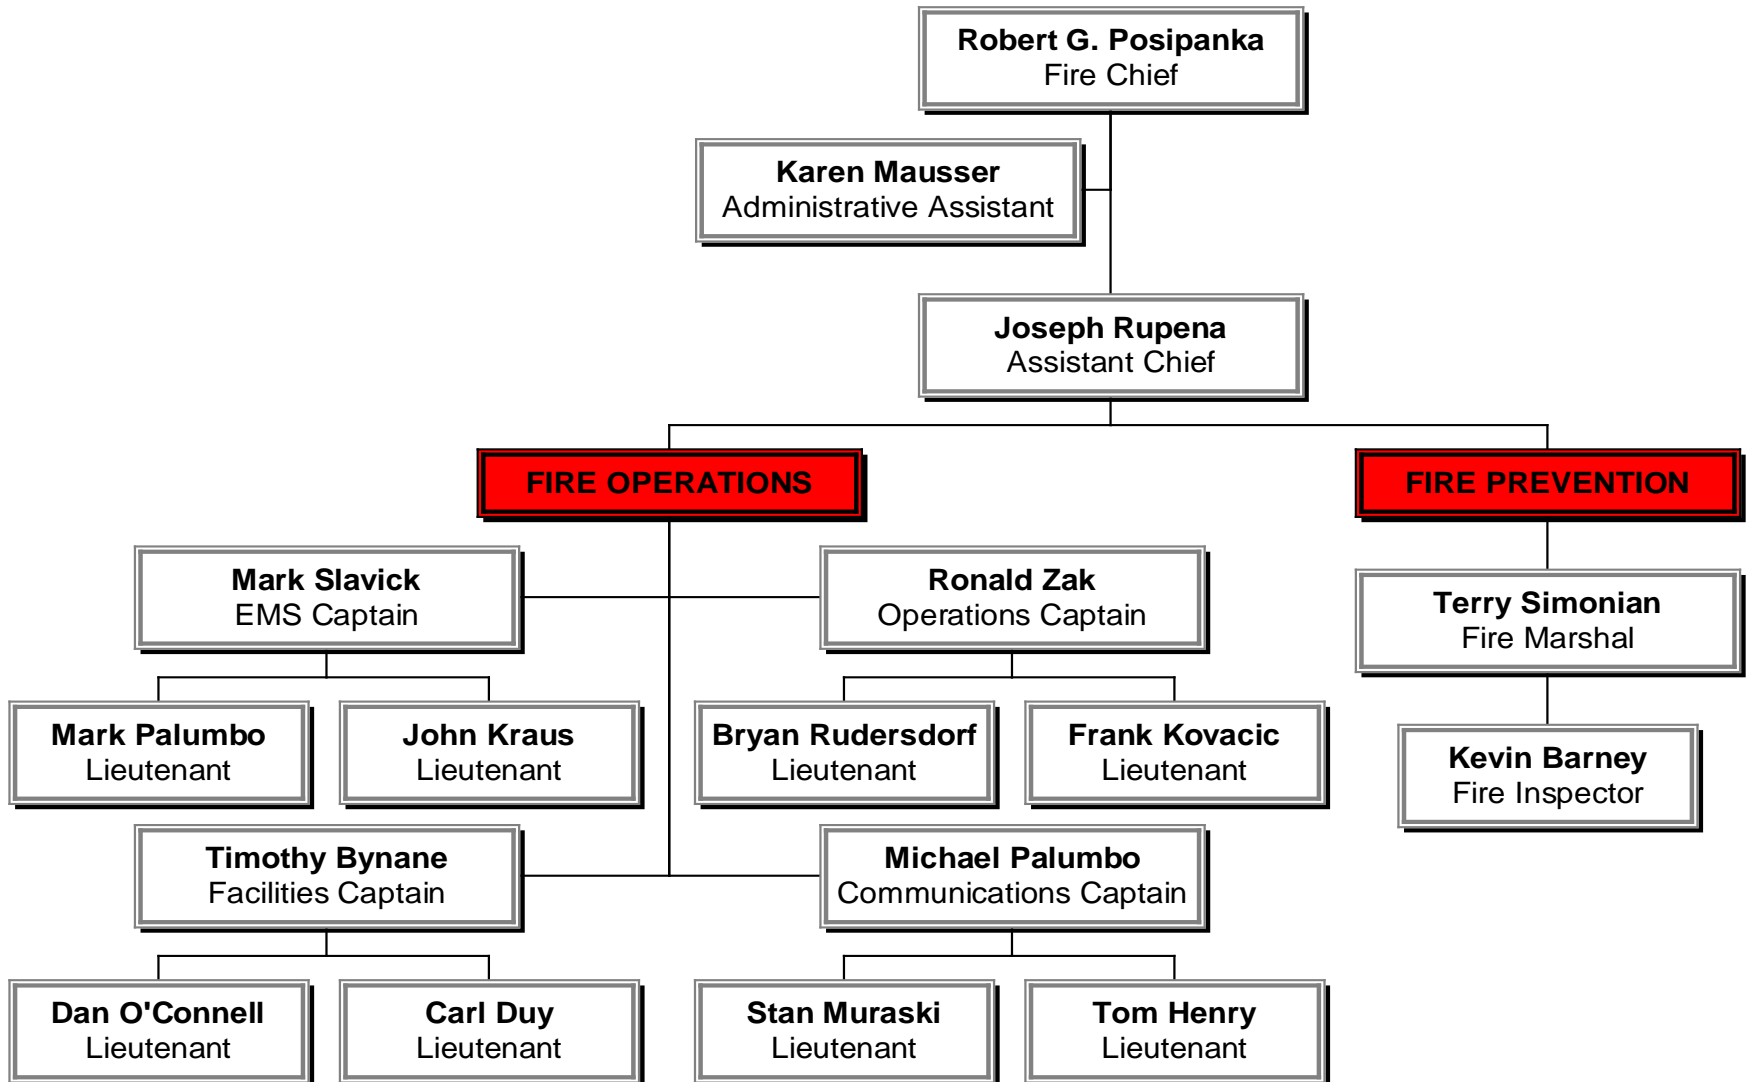 Robert G. Posipanka
Fire Chief
Karen Mausser
Administrative Assistant
Joseph Rupena
Assistant Chief
FIRE OPERATIONS
FIRE PREVENTION
Mark Slavick
EMS Captain
Ronald Zak
Operations Captain
Terry Simonian
Fire Marshal
Mark Palumbo
Lieutenant
John Kraus
Lieutenant
Bryan Rudersdorf
Lieutenant
Frank Kovacic
Lieutenant
Kevin Barney
Fire Inspector
Timothy Bynane
Facilities Captain
Michael Palumbo
Communications Captain
Dan O'Connell
Lieutenant
Carl Duy
Lieutenant
Stan Muraski
Lieutenant
Tom Henry
Lieutenant